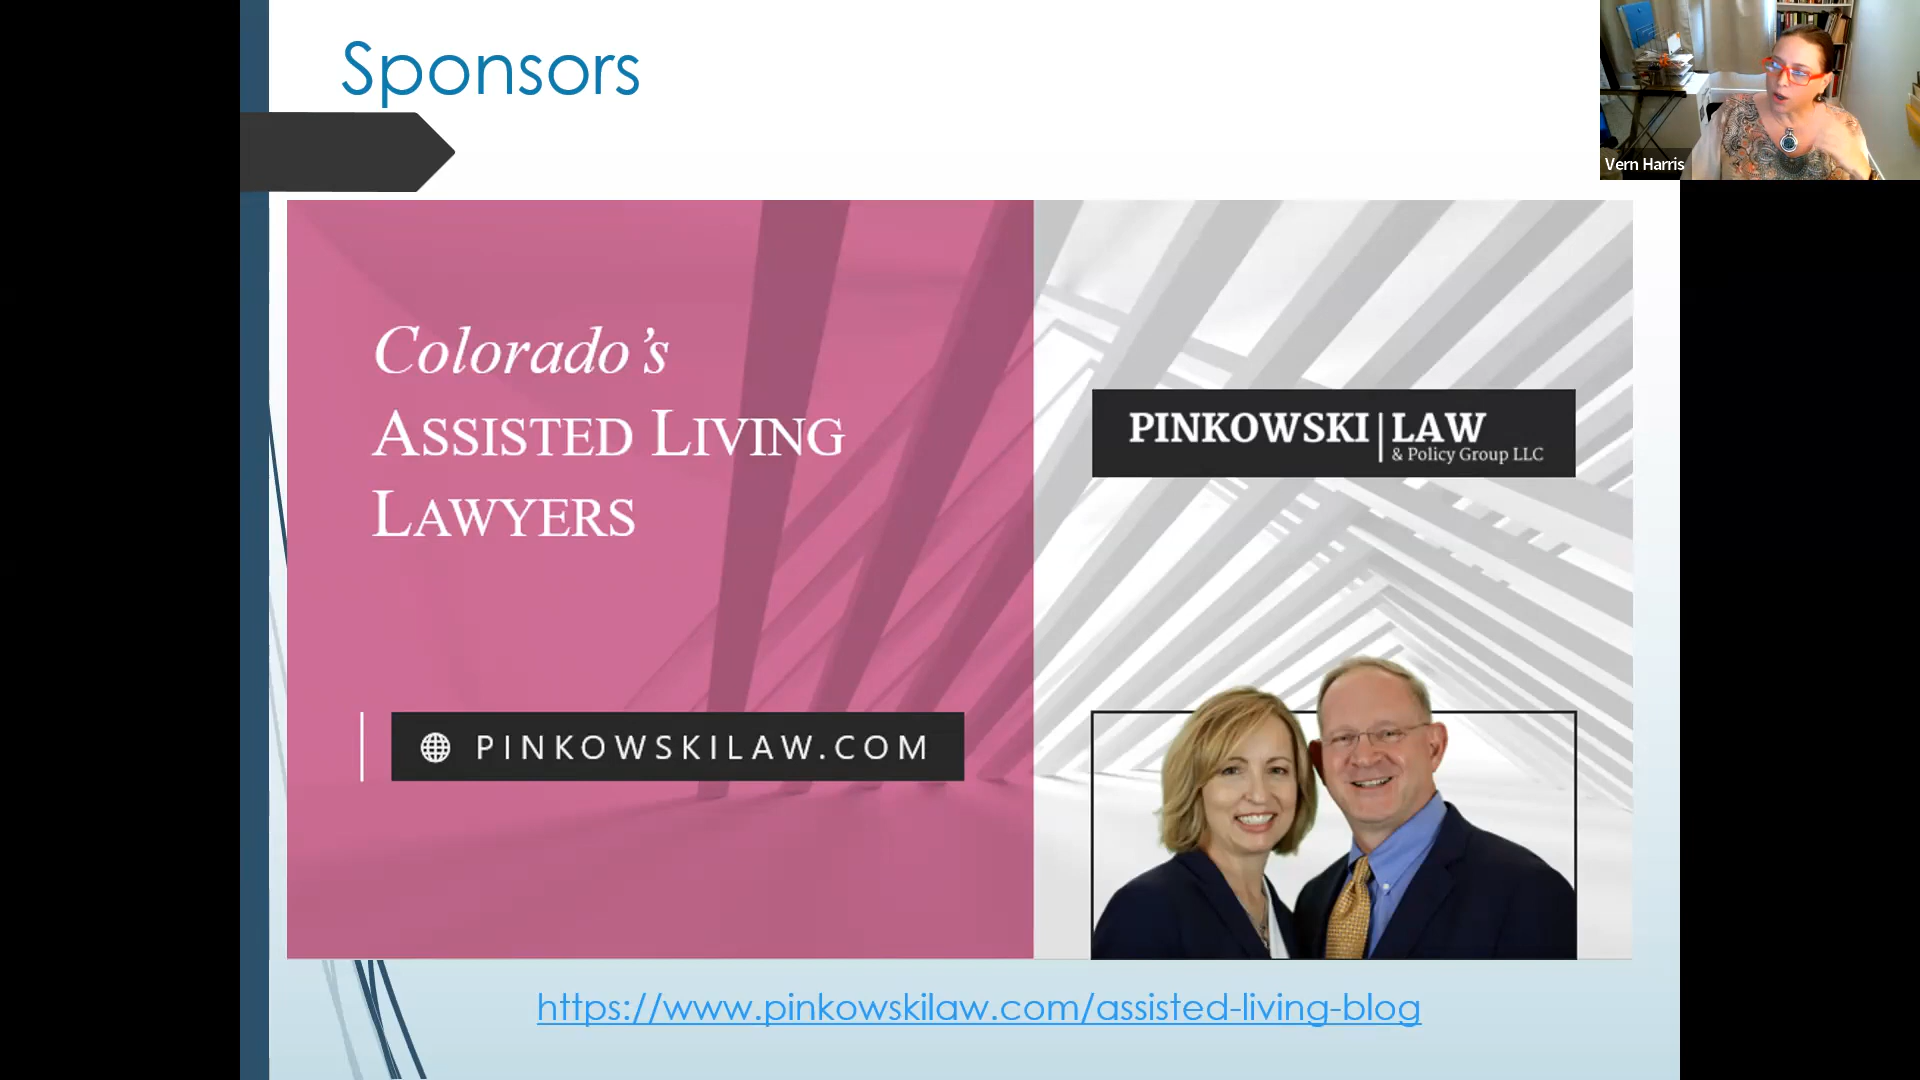 Sponsors
Vern Harris
Colorado’s
ASSISTED LIVING
LAWYERS
PINKOWSKI LAW
& Policy Group LLC
PINKOWSKILAW.COM
https://www.pinkowskilaw.com/assisted-living-blog